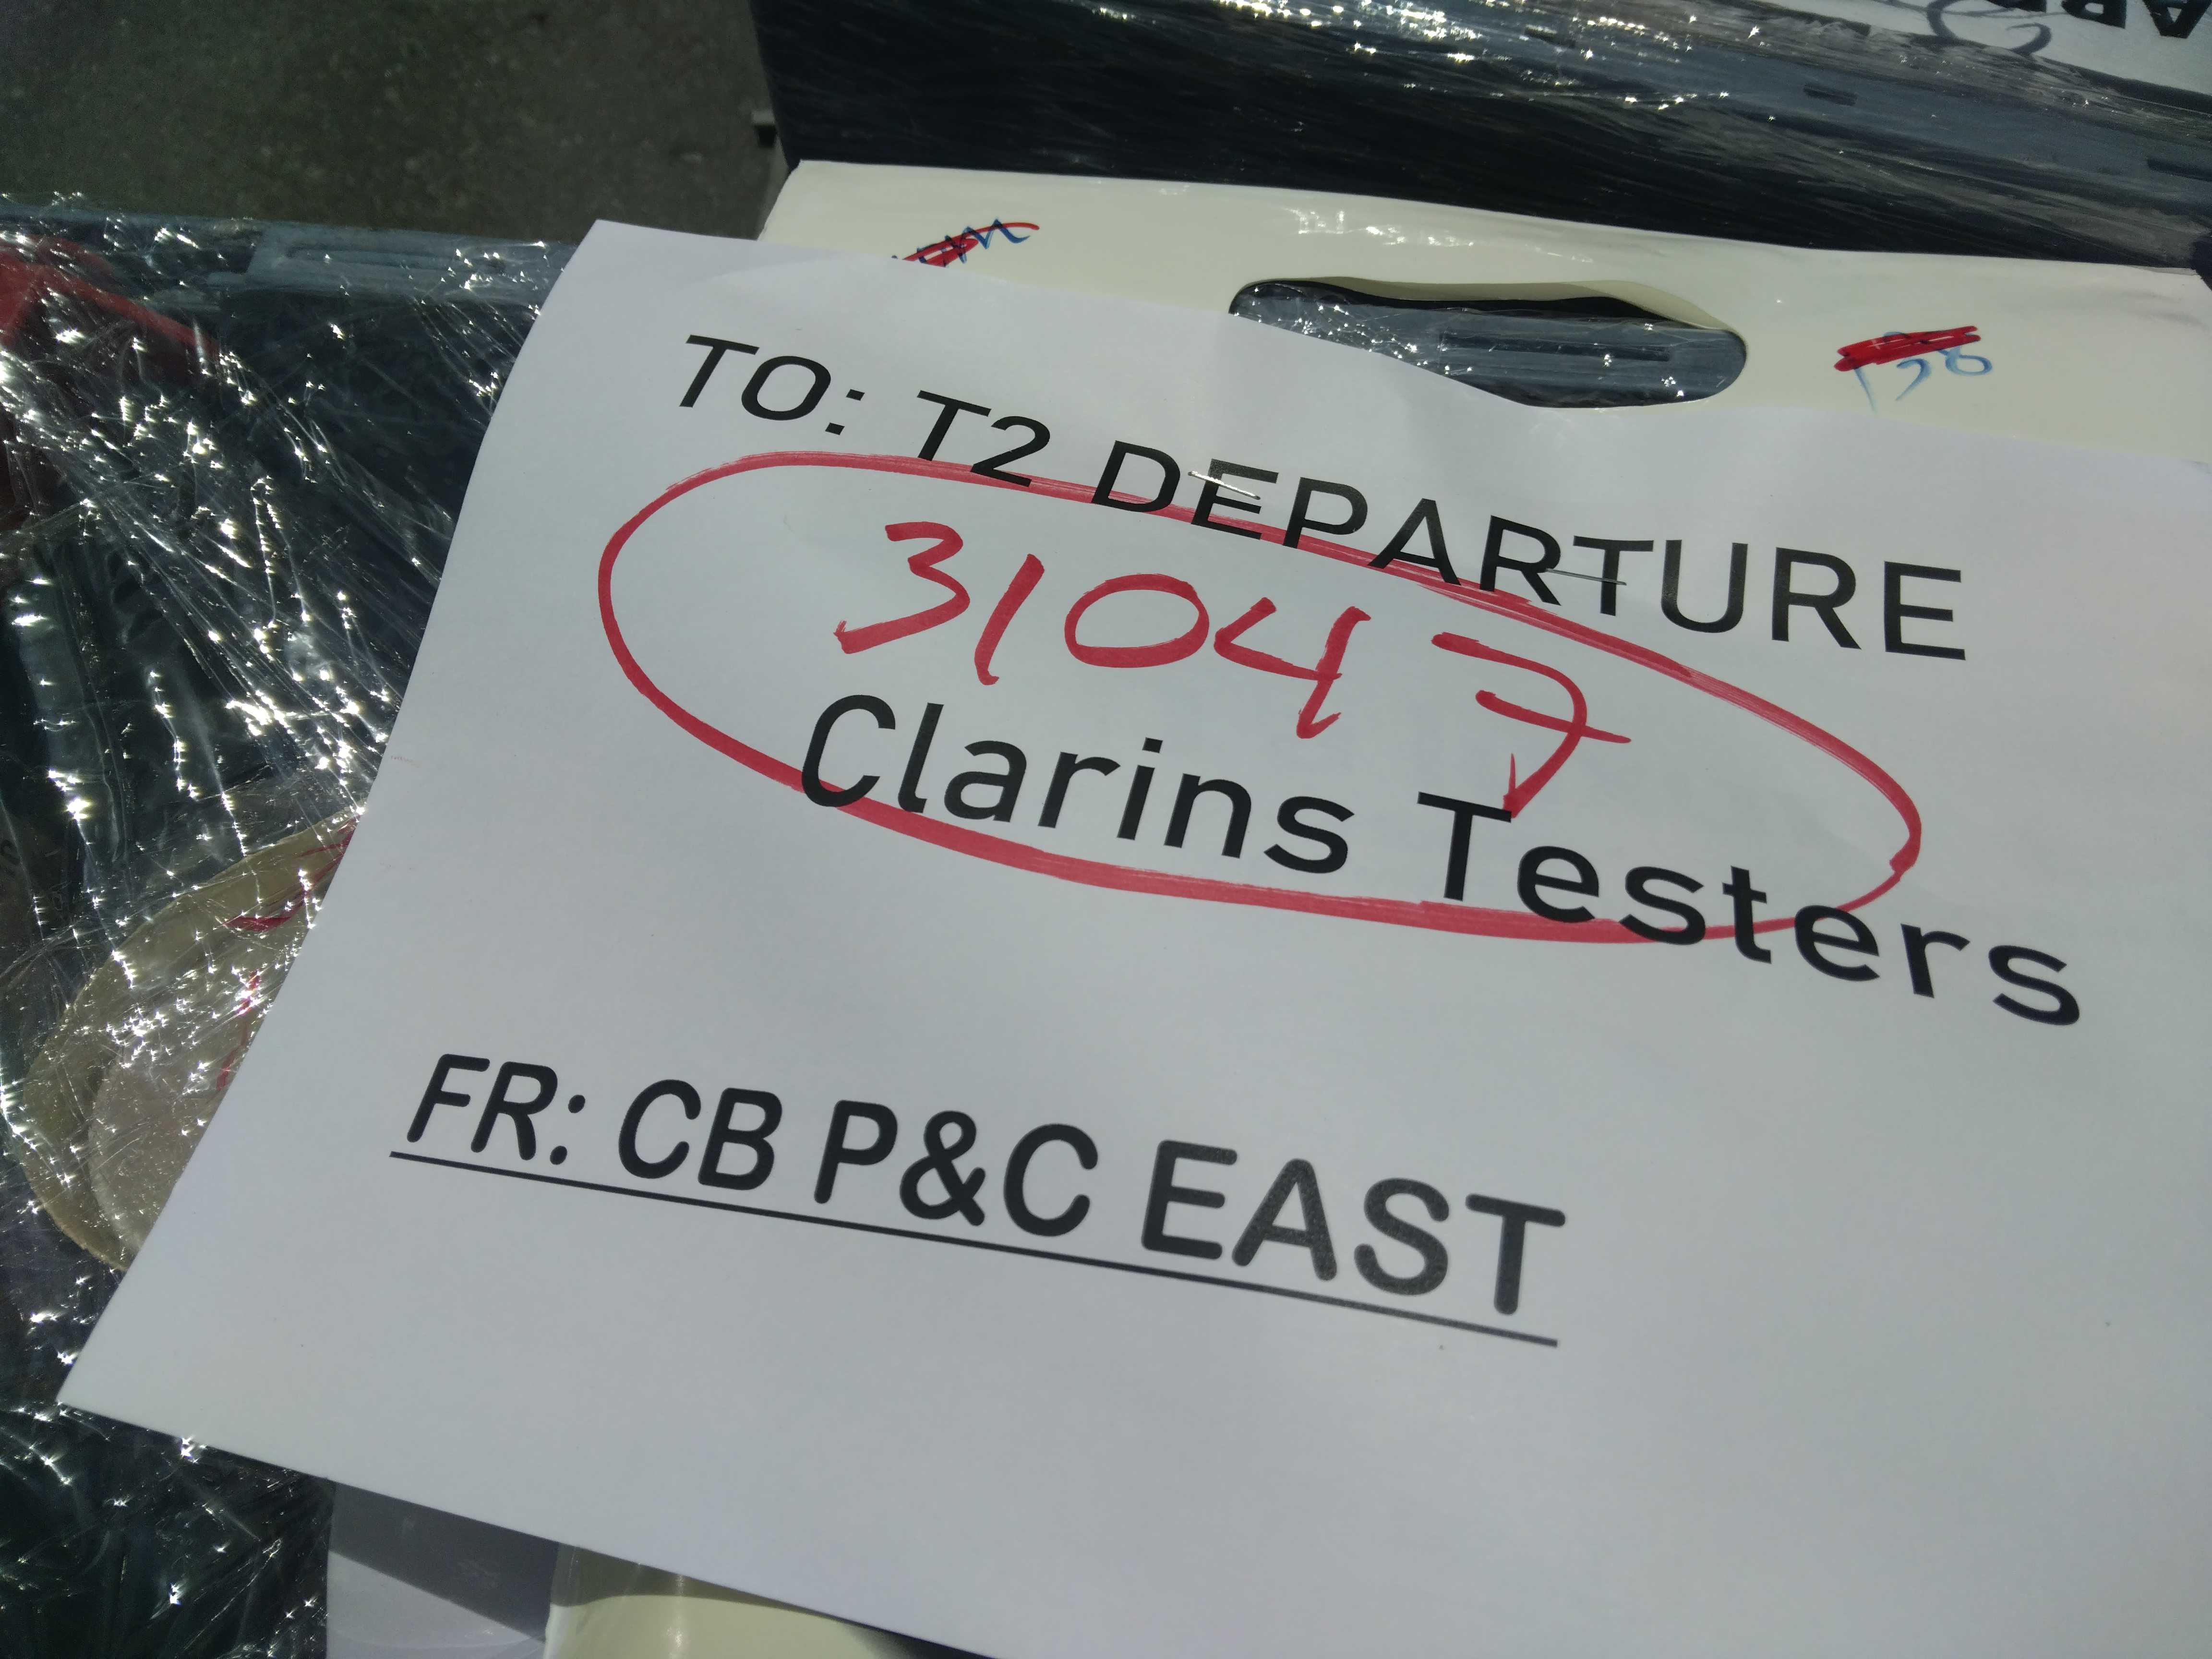 TO: T2 DEPARTURE
31047
Clarins Testers
FR: CB P&C EAST